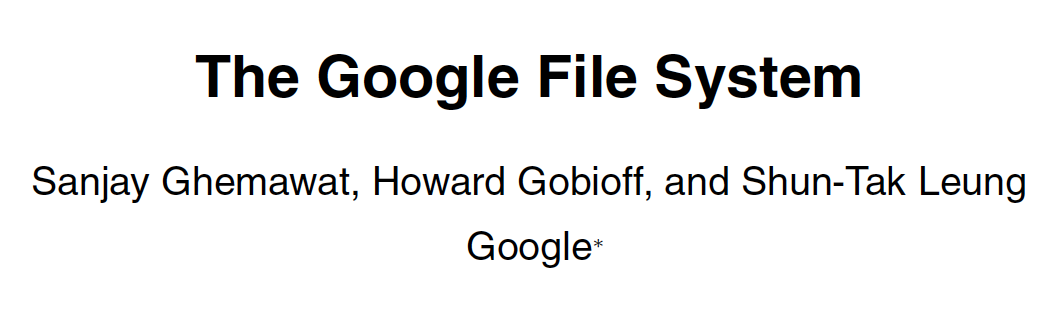 The Google File System
Sanjay Ghemawat, Howard Gobioff, and Shun-Tak Leung
Google*